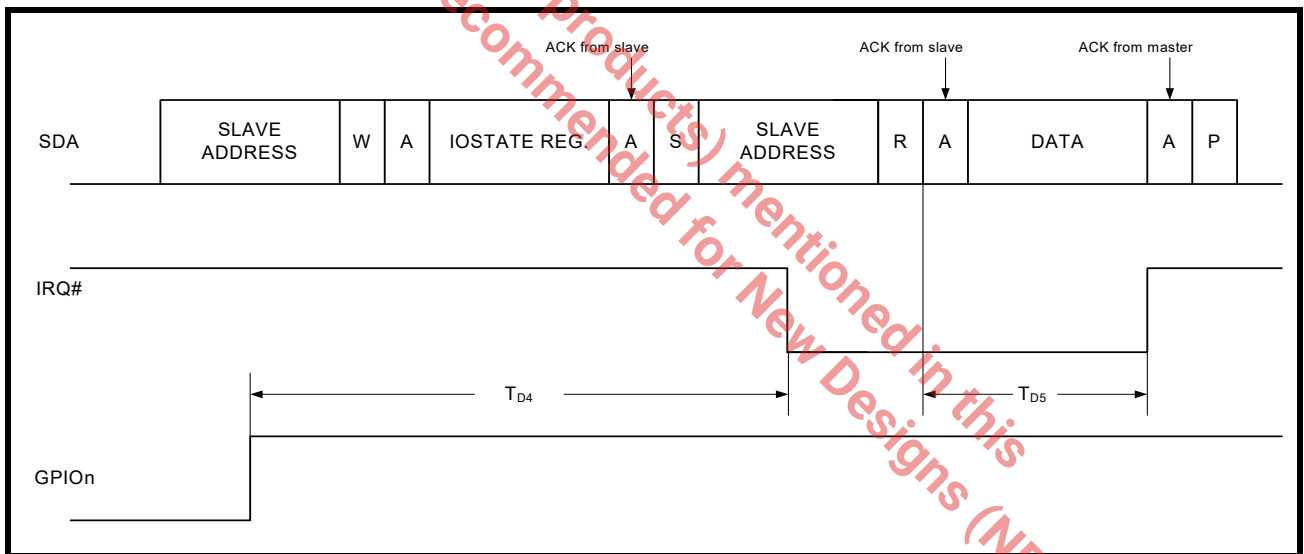 ACK from slave
ACK from slave
ACK from master
SDA
SLAVE
ADDRESS
W
A
IOSTATE REG.
A
S
SLAVE
ADDRESS
R
A
DATA
A
P
IRQ#
TD4
TD5
GPIOn
products) mentioned in this
ecommended for New Designs (N